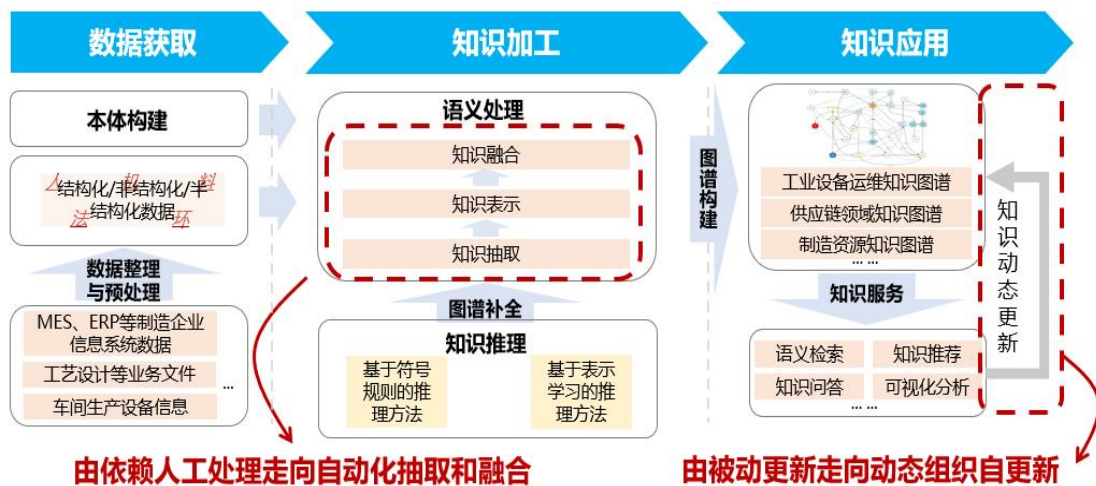 数据获取
知识加工
知识应用
本体构建
人 机 料
结构化/非结构化/半
结构化数据
法 环
数据整理
与预处理
MES、ERP等制造企业
信息系统数据
工艺设计等业务文件
...
车间生产设备信息
语义处理
知识融合
知识表示
知识抽取
图谱补全
知识推理
基于符号
规则的推
理方法
基于表示
学习的推
理方法
图谱构建
工业设备运维知识图谱
供应链领域知识图谱
制造资源知识图谱
... ...
知识服务
语义检索
知识推荐
知识问答
可视化分析
... ...
知识动态更新
由依赖人工处理走向自动化抽取和融合
由被动更新走向动态组织自更新